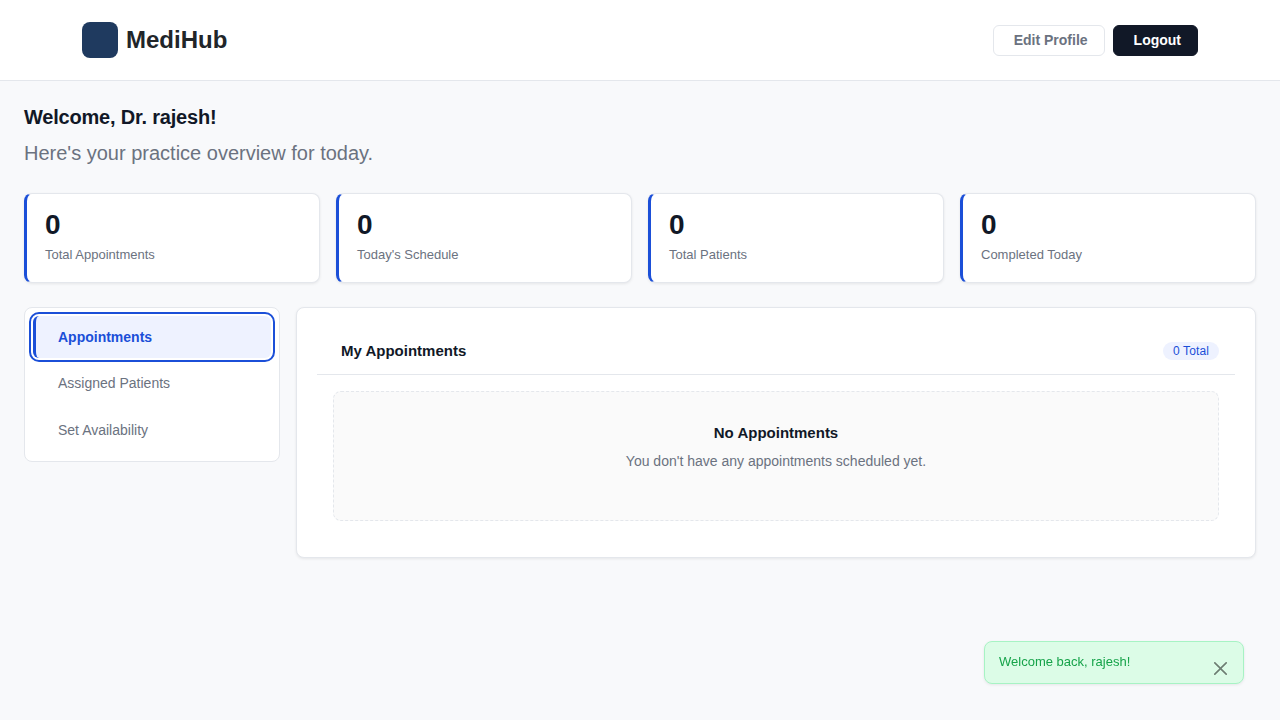 MediHub
Edit Profile
Logout
Welcome, Dr. rajesh!
Here's your practice overview for today.
0
Total Appointments
0
Today's Schedule
0
Total Patients
0
Completed Today
Appointments
Assigned Patients
Set Availability
My Appointments
0 Total
No Appointments
You don't have any appointments scheduled yet.
Welcome back, rajesh!